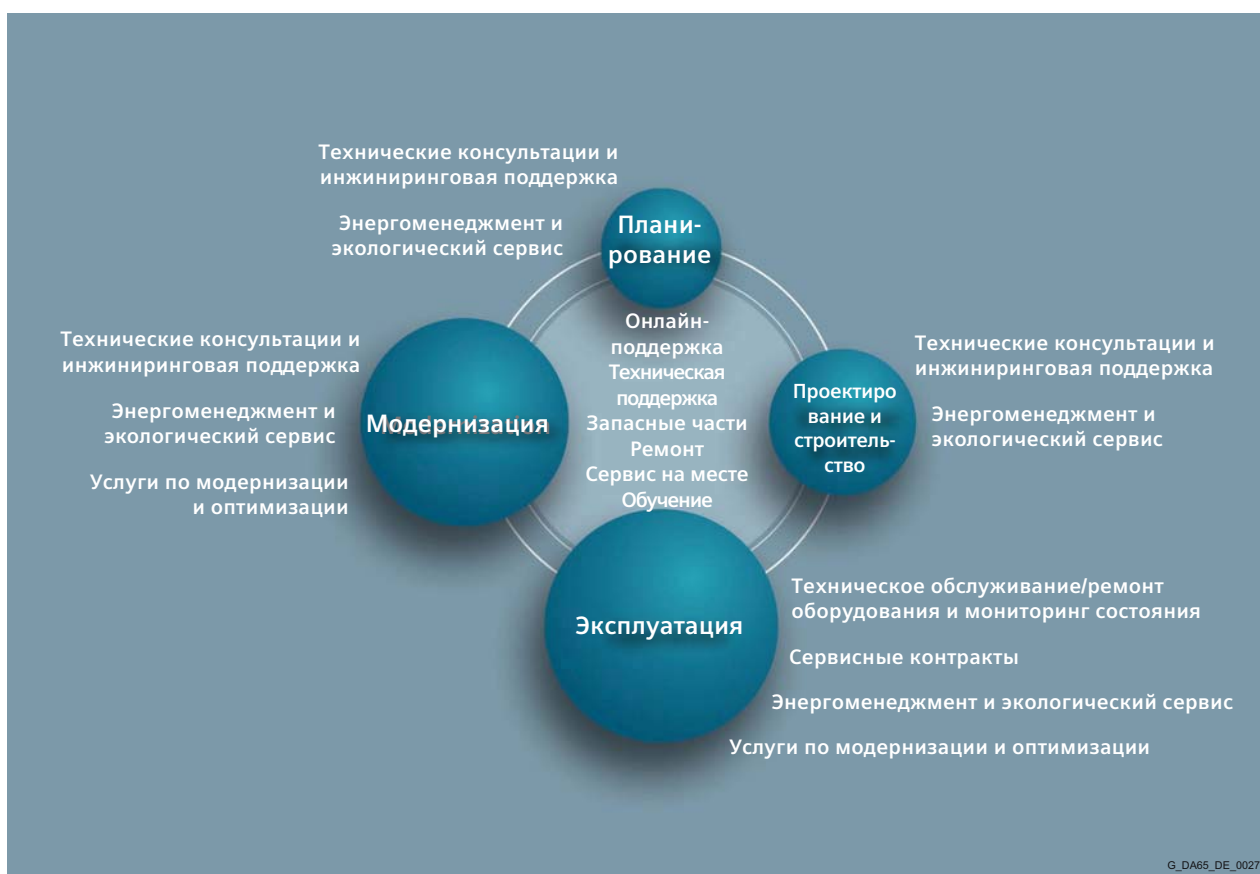 Технические консультации и
инжиниринговая поддержка
Энергоменеджмент и
экологический сервис
Плани-
рование
Технические консультации и
инжиниринговая поддержка
Энергоменеджмент и
экологический сервис
Услуги по модернизации
и оптимизации
Модернизация
Онлайн-
поддержка
Техническая
поддержка
Запасные части
Ремонт
Сервис на месте
Обучение
Проектиро
вание и
строитель-
ство
Технические консультации и
инжиниринговая поддержка
Энергоменеджмент и
экологический сервис
Эксплуатация
Техническое обслуживание/ремонт
оборудования и мониторинг состояния
Сервисные контракты
Энергоменеджмент и экологический сервис
Услуги по модернизации и оптимизации
G_DA65_DE_0027